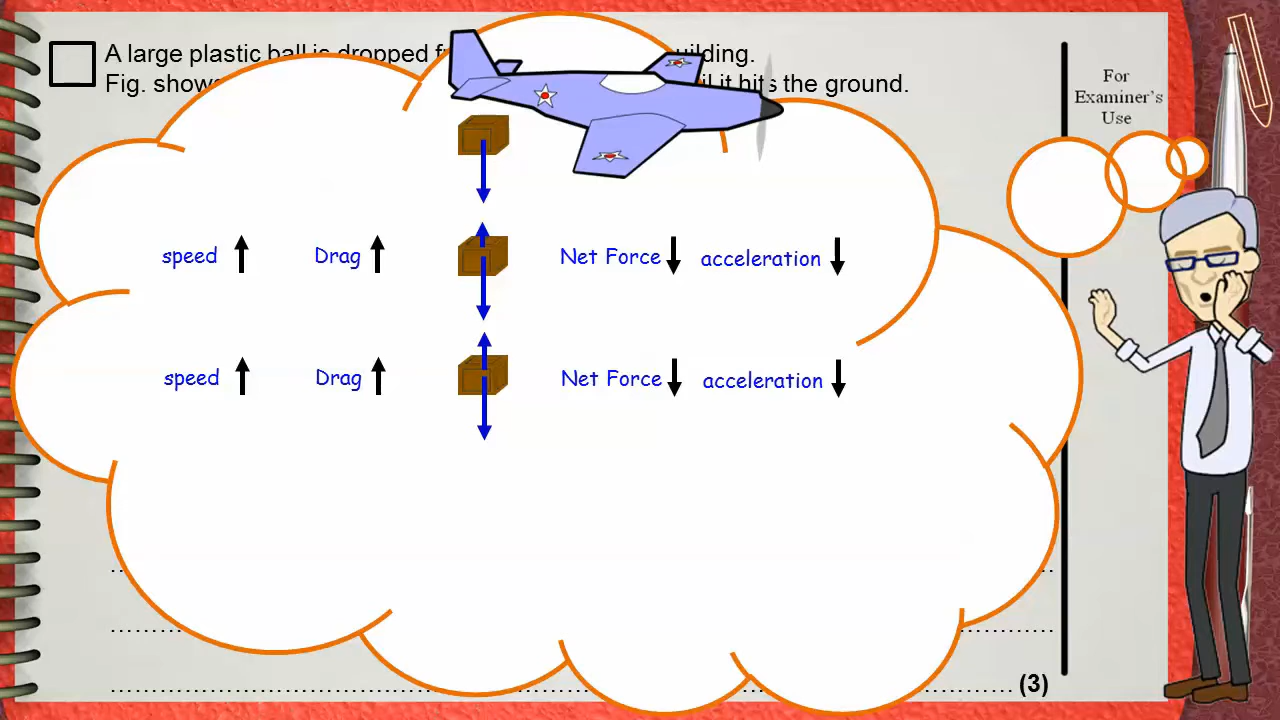 A large plastic ball is dropped uilding.
Fig. show il it hits the ground.
For
Examiner's
Use
speed Drag Net Force acceleration
speed Drag Net Force acceleration
(3)